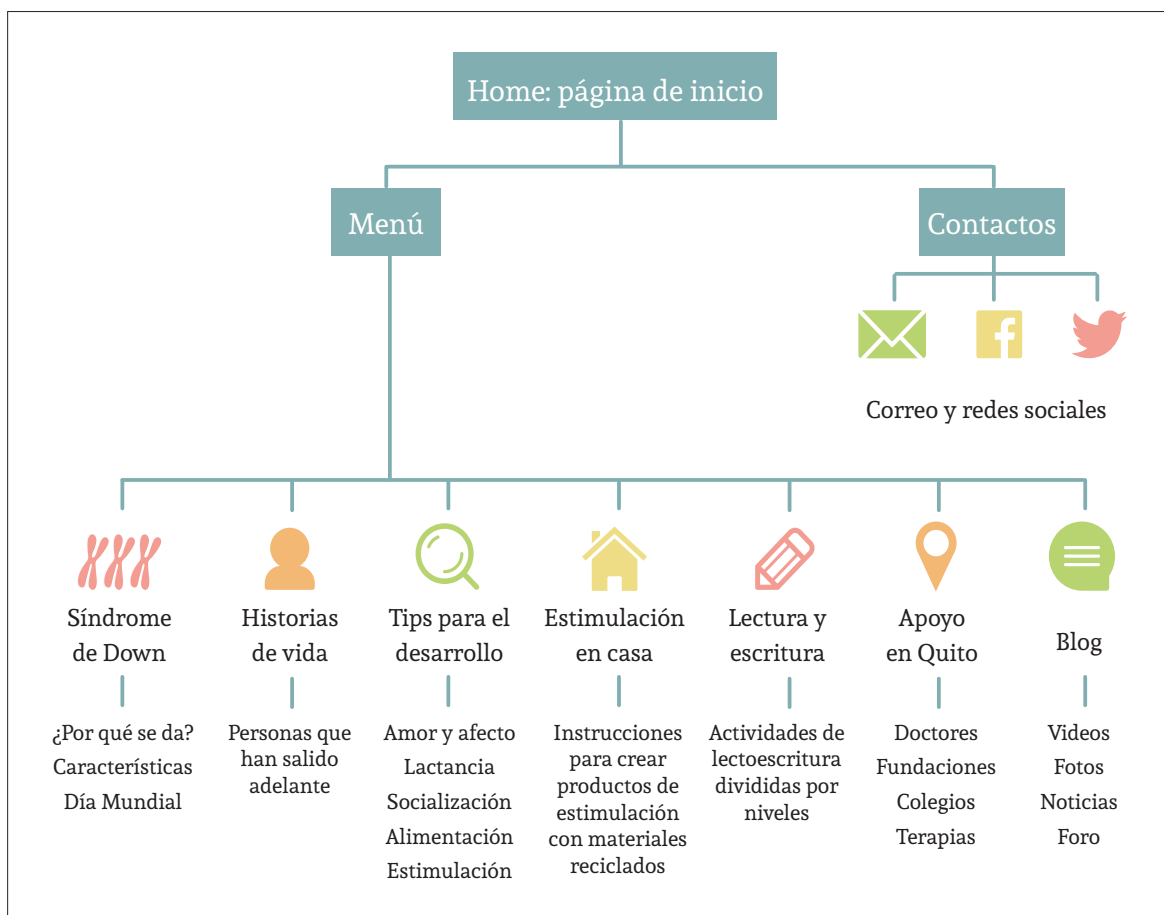 Home: página de inicio
Menú
Contactos
Correo y redes sociales
Síndrome
de Down
¿Por qué se da?
Características
Día Mundial
Historias
de vida
Personas que
han salido
adelante
Tips para el
desarrollo
Amor y afecto
Lactancia
Socialización
Alimentación
Estimulación
Estimulación
en casa
Instrucciones
para crear
productos de
estimulación
con materiales
reciclados
Lectura y
escritura
Actividades de
lectoescritura
divididas por
niveles
Apoyo
en Quito
Doctores
Fundaciones
Colegios
Terapias
Blog
Videos
Fotos
Noticias
Foro